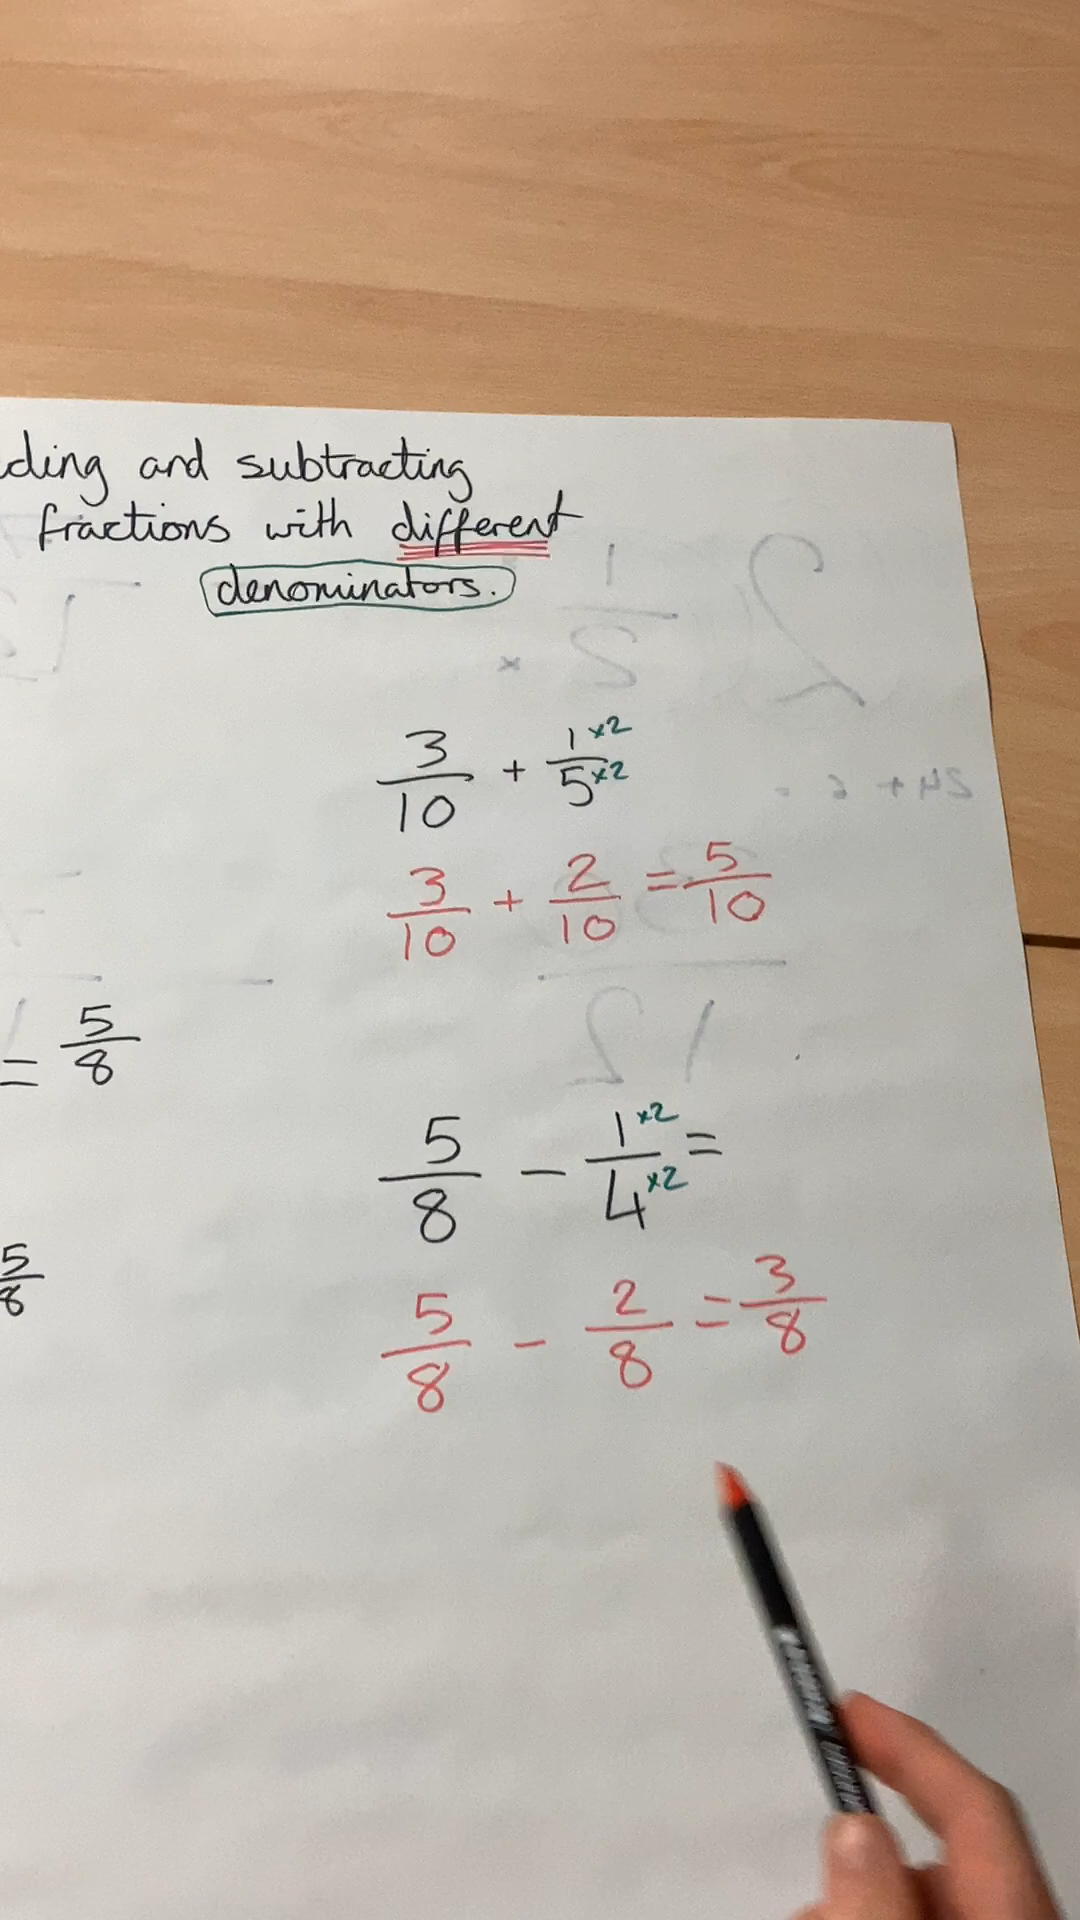 ding and subtracting
fractions with different
denominators.
3/10 + 1 ×2/5 ×2
3/10 + 2/10 = 5/10
= 5/8
5/8 - 1 ×2/4 ×2 =
5/8
5/8 - 2/8 = 3/8